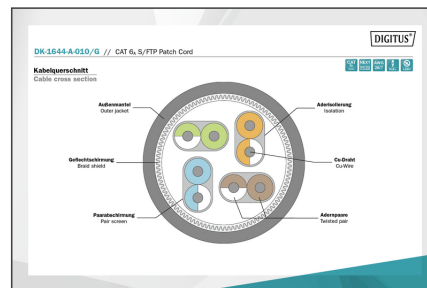 DIGITUS®
DK-1644-A-010/G // CAT 6A S/FTP Patch Cord
Kabelquerschnitt
Cable cross section
Außenmantel
Outer jacket
Aderisolierung
Isolation
Geflechtschirmung
Braid shield
Cu-Draht
Cu-Wire
Paarabschirmung
Pair screen
Adernpaare
Twisted pair